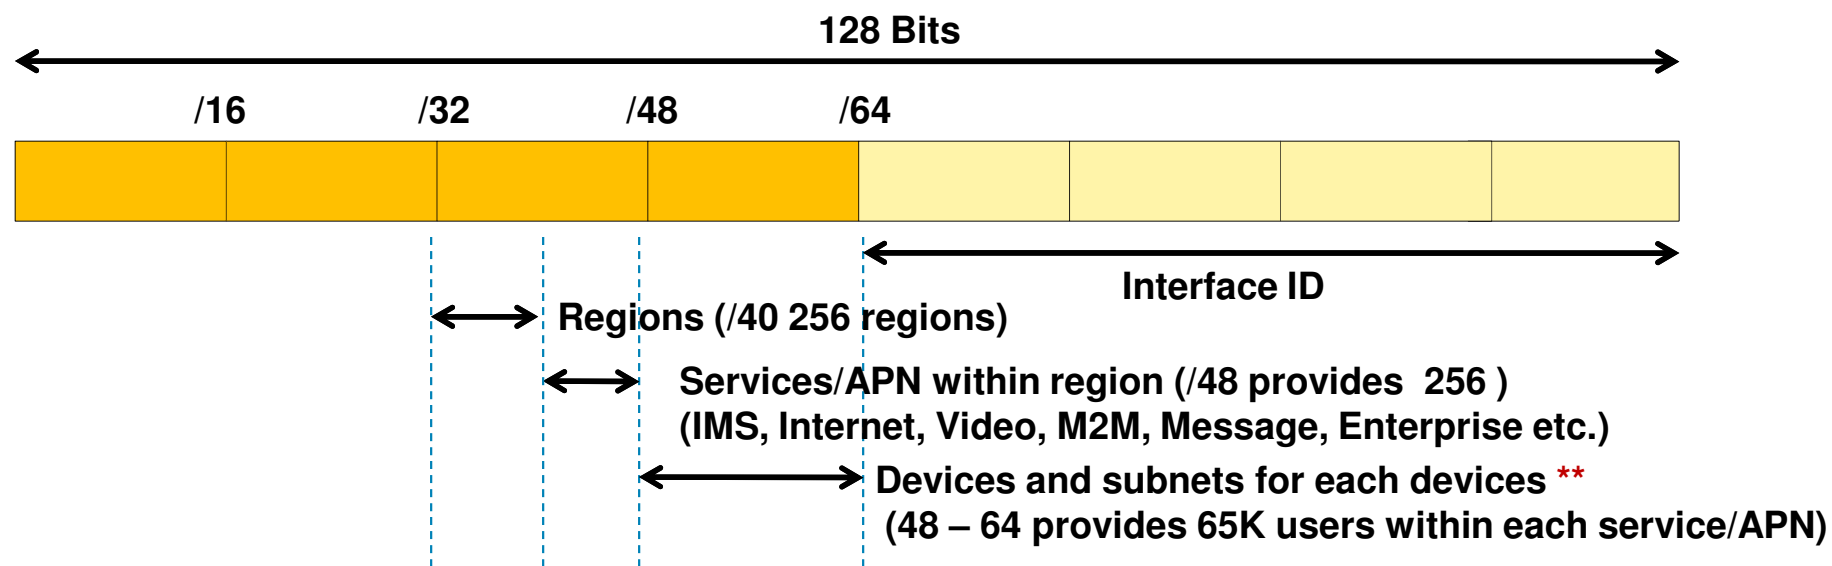 128 Bits
/16 /32 /48 /64
Interface ID
Regions (/40 256 regions)
Services/APN within region (/48 provides 256 )
(IMS, Internet, Video, M2M, Message, Enterprise etc.)
Devices and subnets for each devices **
(48 – 64 provides 65K users within each service/APN)